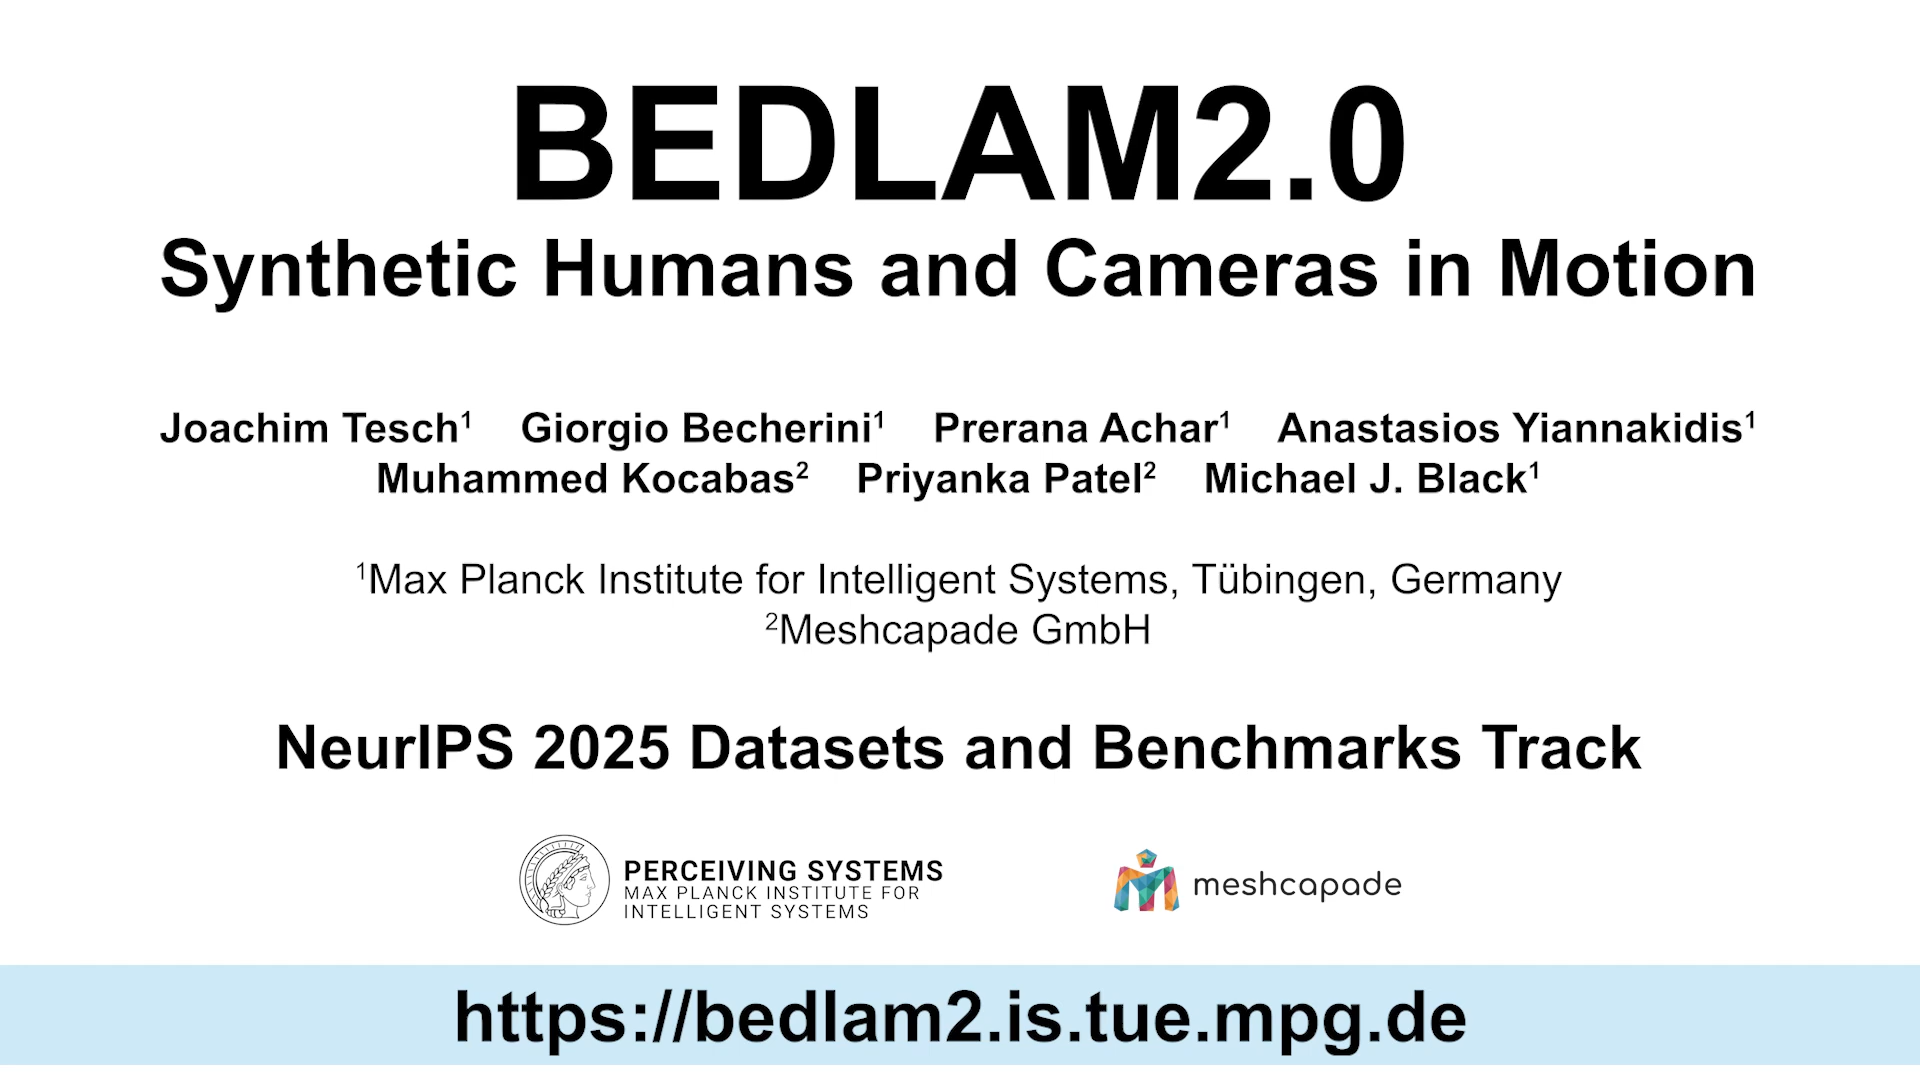 BEDLAM2.0
Synthetic Humans and Cameras in Motion
Joachim Tesch¹ Giorgio Becherini¹ Prerana Achar¹ Anastasios Yiannakidis¹
Muhammed Kocabas² Priyanka Patel² Michael J. Black¹
¹Max Planck Institute for Intelligent Systems, Tübingen, Germany
²Meshcapade GmbH
NeurIPS 2025 Datasets and Benchmarks Track
PERCEIVING SYSTEMS
MAX PLANCK INSTITUTE FOR
INTELLIGENT SYSTEMS
meshcapade
https://bedlam2.is.tue.mpg.de